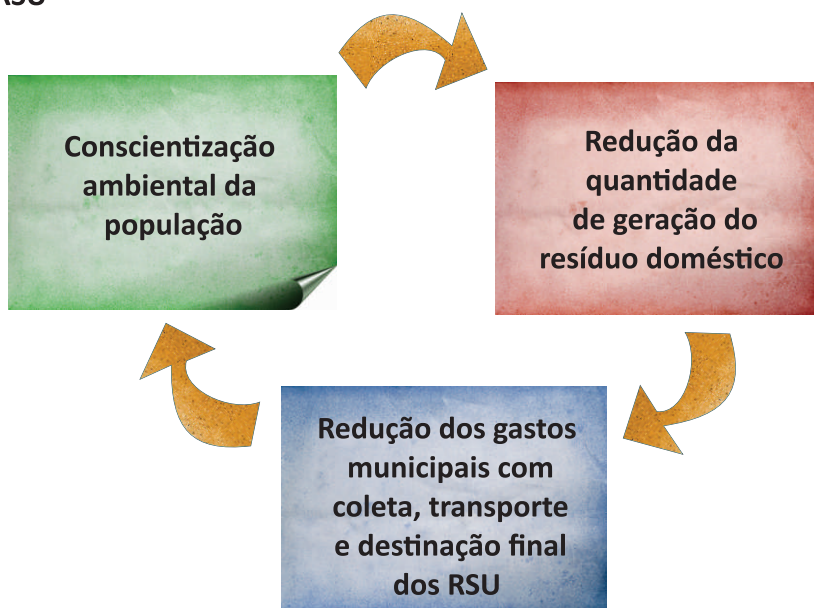 RSU
Conscientização
ambiental da
população
Redução da
quantidade
de geração do
resíduo doméstico
Redução dos gastos
municipais com
coleta, transporte
e destinação final
dos RSU